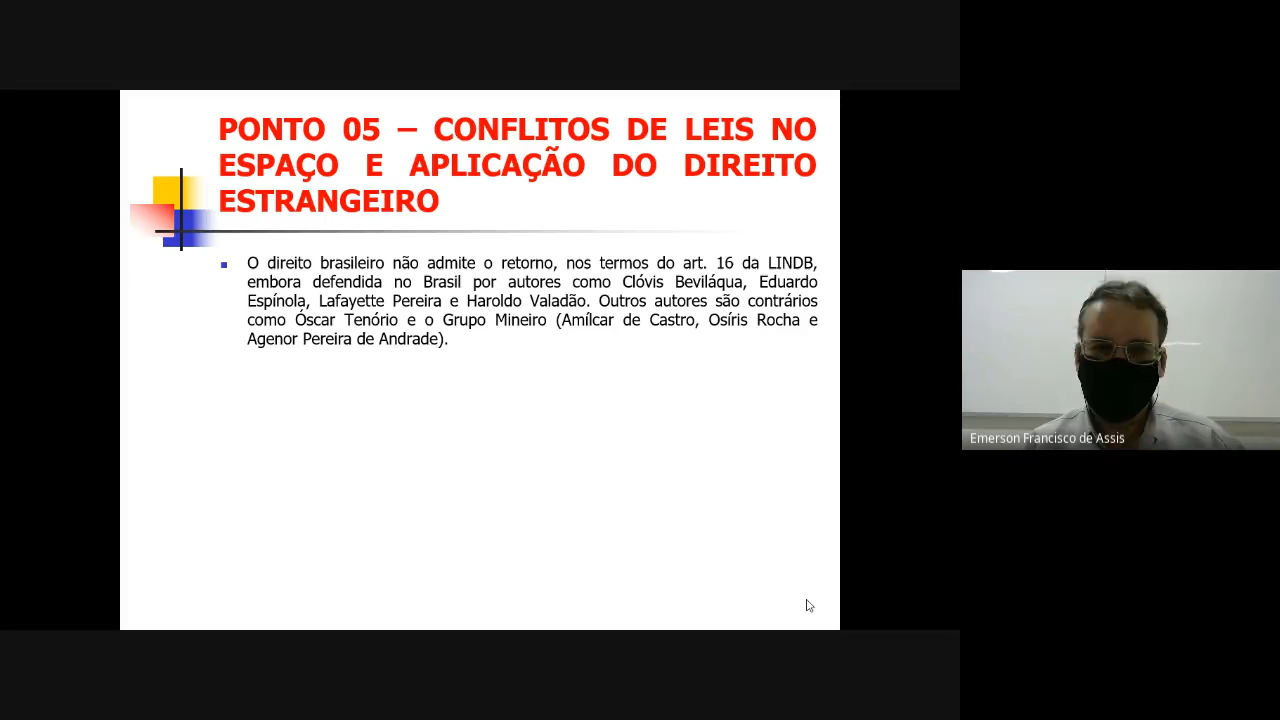 PONTO 05 – CONFLITOS DE LEIS NO
ESPAÇO E APLICAÇÃO DO DIREITO
ESTRANGEIRO
O direito brasileiro não admite o retorno, nos termos do art. 16 da LINDB,
embora defendida no Brasil por autores como Clóvis Beviláqua, Eduardo
Espínola, Lafayette Pereira e Haroldo Valadão. Outros autores são contrários
como Óscar Tenório e o Grupo Mineiro (Amílcar de Castro, Osíris Rocha e
Agenor Pereira de Andrade).
Emerson Francisco de Assis